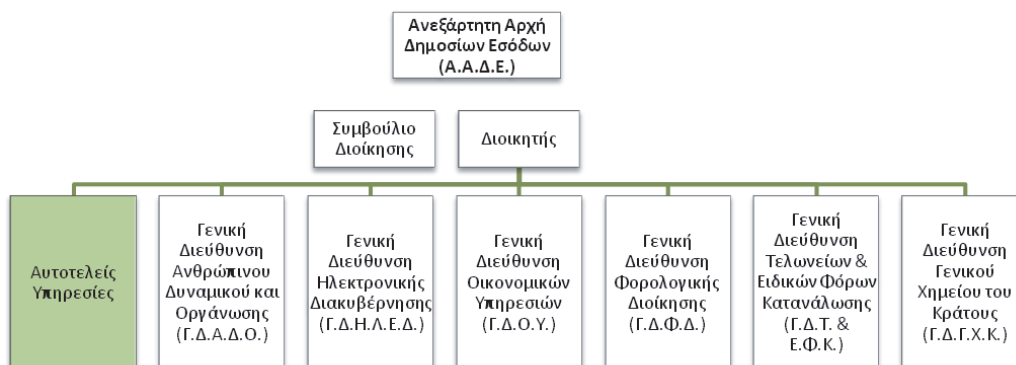 Ανεξάρτητη Αρχή
Δημοσίων Εσόδων
(Α.Α.Δ.Ε.)
Συμβούλιο
Διοίκησης
Διοικητής
Αυτοτελείς
Υπηρεσίες
Γενική
Διεύθυνση
Ανθρώπινου
Δυναμικού και
Οργάνωσης
(Γ.Δ.Α.Δ.Ο.)
Γενική
Διεύθυνση
Ηλεκτρονικής
Διακυβέρνησης
(Γ.Δ.Η.Λ.Ε.Δ.)
Γενική
Διεύθυνση
Οικονομικών
Υπηρεσιών
(Γ.Δ.Ο.Υ.)
Γενική
Διεύθυνση
Φορολογικής
Διοίκησης
(Γ.Δ.Φ.Δ.)
Γενική
Διεύθυνση
Τελωνείων &
Ειδικών Φόρων
Κατανάλωσης
(Γ.Δ.Τ. &
Ε.Φ.Κ.)
Γενική
Διεύθυνση
Γενικού
Χημείου του
Κράτους
(Γ.Δ.Γ.Χ.Κ.)